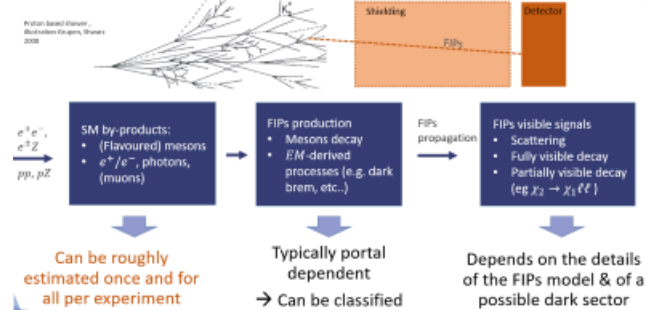 Proton based shower,
Illustration Grupen, Shwarz
2008
Shielding
Detector
FIPs
e⁺e⁻,
e±Z
pp, pZ
SM by-products:
• (Flavoured) mesons
• e⁺/e⁻, photons,
(muons)
FIPs production
• Mesons decay
• EM-derived
processes (e.g. dark
brem, etc..)
FIPs
propagation
FIPs visible signals
• Scattering
• Fully visible decay
• Partially visible decay
(eg χ₂ → χ₁ℓℓ )
Can be roughly
estimated once and for
all per experiment
Typically portal
dependent
→ Can be classified
Depends on the details
of the FIPs model & of a
possible dark sector